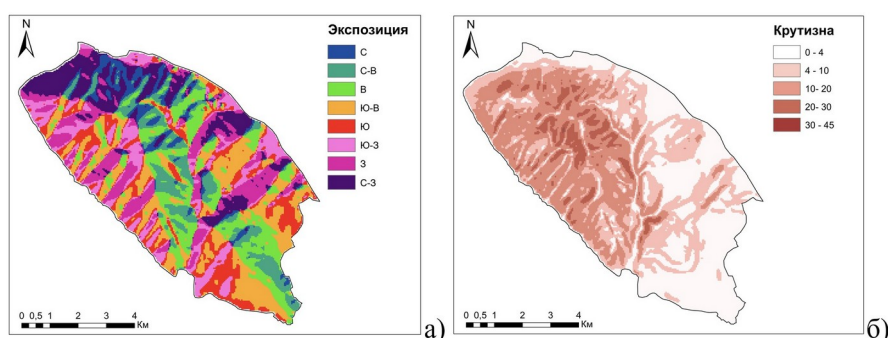 N
Экспозиция
С
С-В
В
Ю-В
Ю
Ю-З
З
С-З
0 0,5 1 2 3 4
Км
а)
N
Крутизна
0 - 4
4 - 10
10- 20
20- 30
30 - 45
0 0,5 1 2 3 4
Км
б)